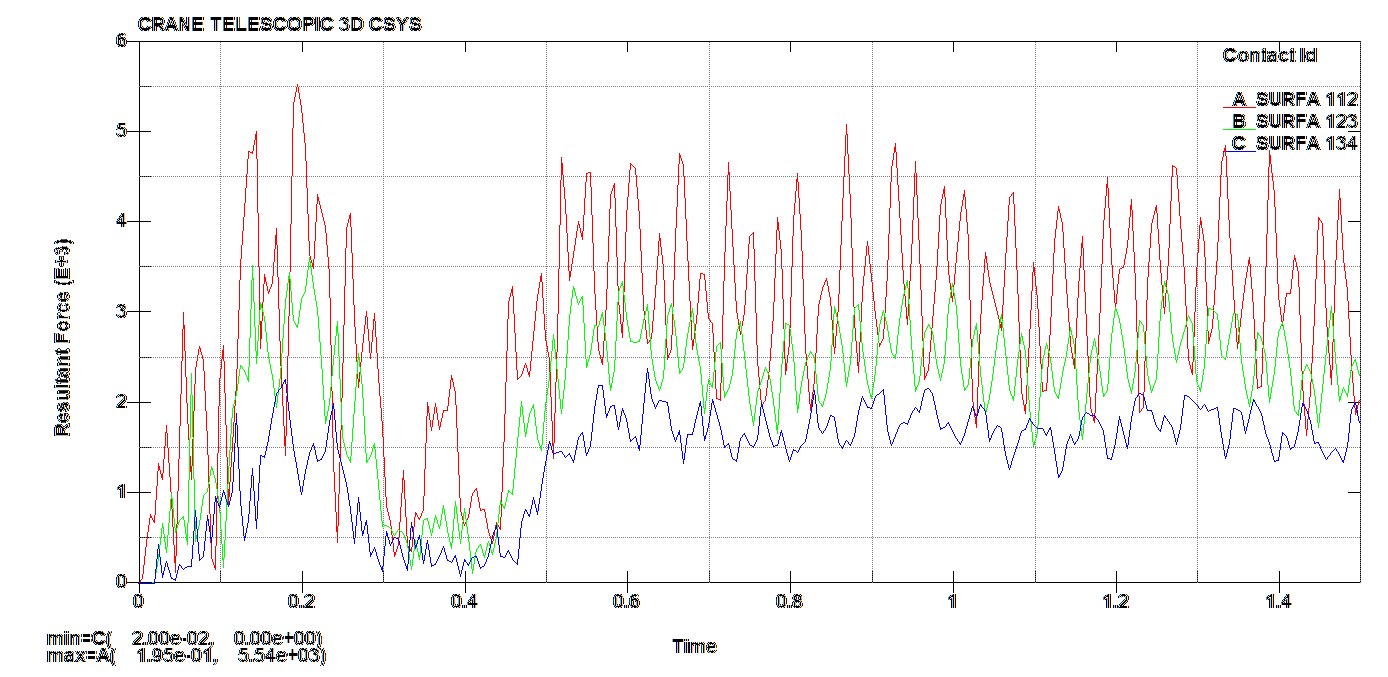 CRANE TELESCOPIC 3D CSYS
Contact Id
A SURFA 112
B SURFA 123
C SURFA 134
Resultant Force (E+3)
6
5
4
3
2
1
0
0 0.2 0.4 0.6 0.8 1 1.2 1.4
Time
min=C( 2.00e-02, 0.00e+00)
max=A( 1.95e-01, 5.54e+03)